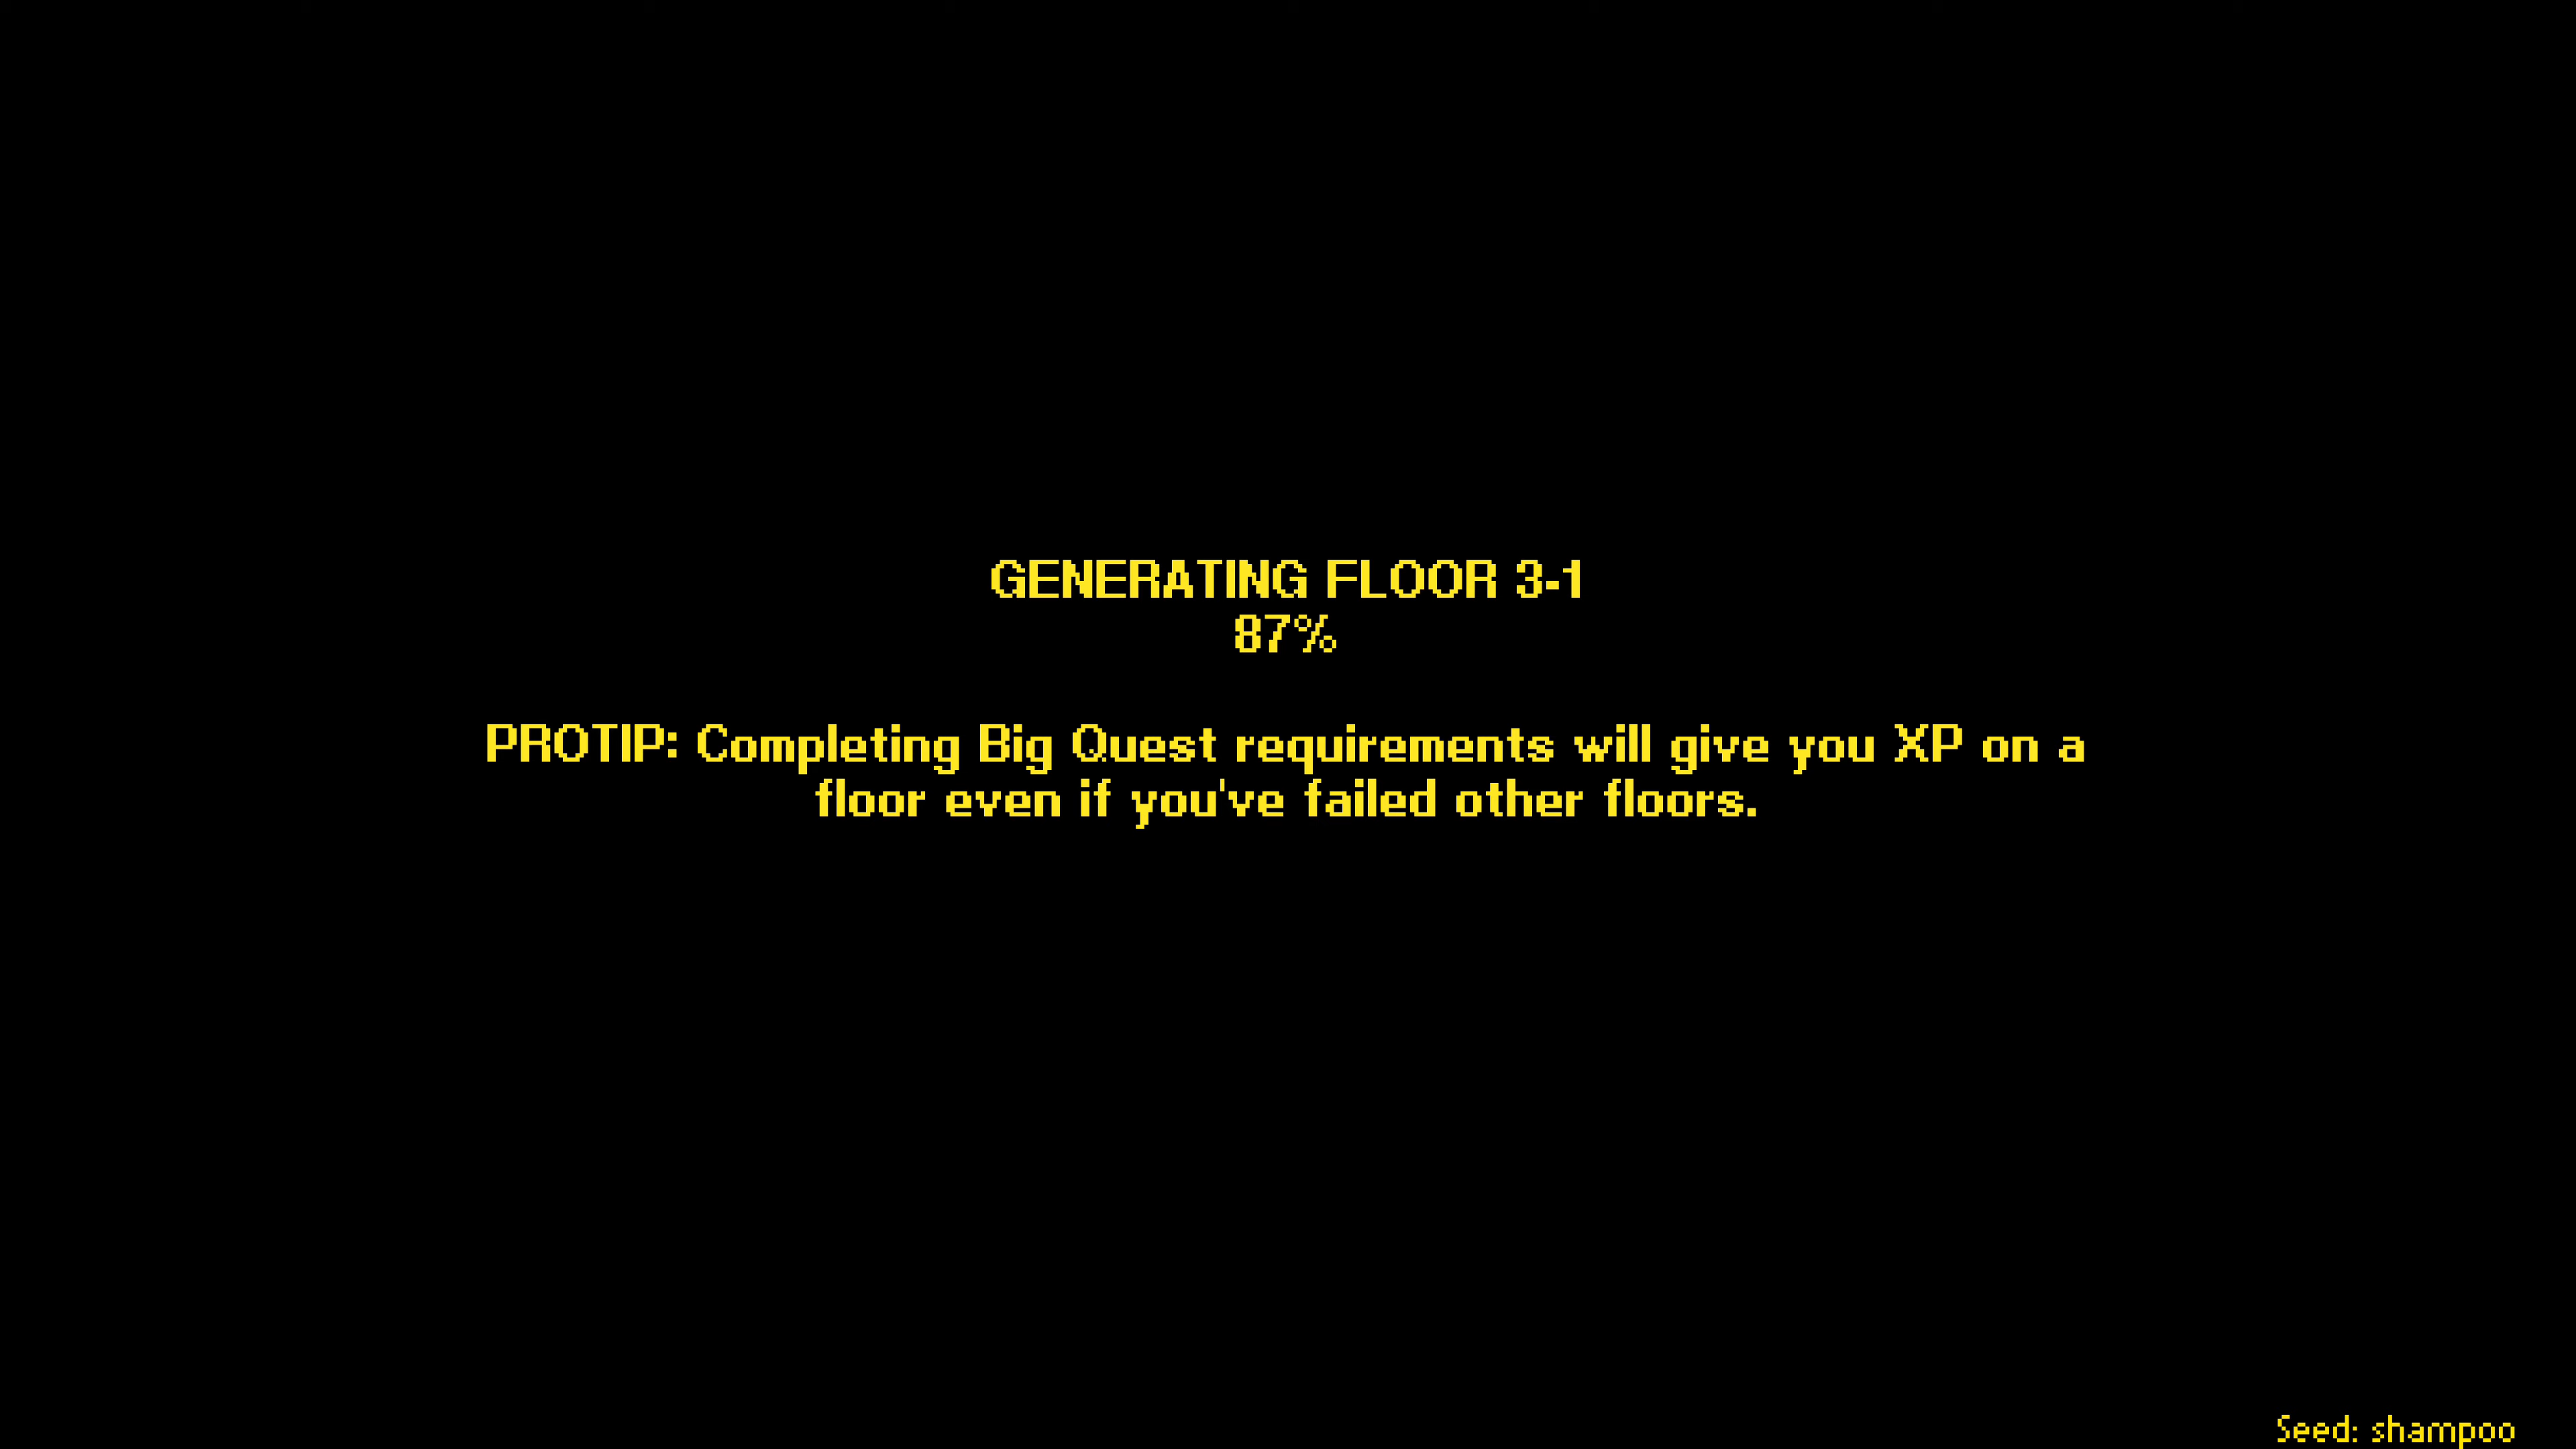 GENERATING FLOOR 3-1
87%
PROTIP: Completing Big Quest requirements will give you XP on a
floor even if you've failed other floors.
Seed: shampoo